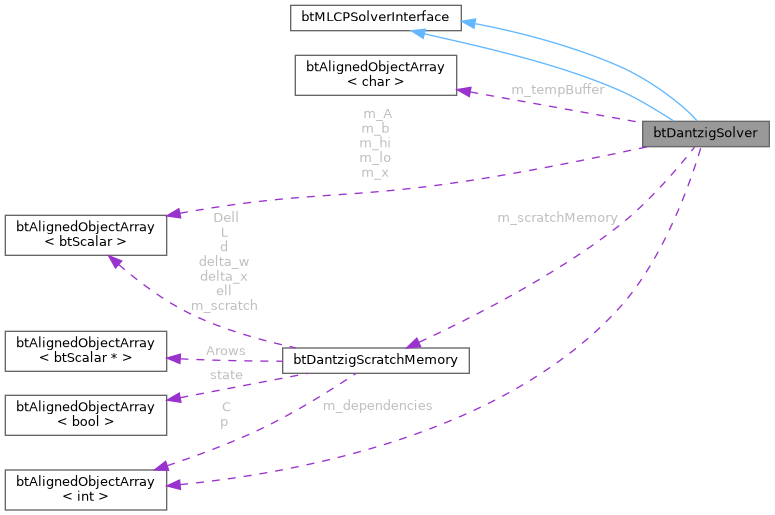 btMLCPSolverInterface
btAlignedObjectArray
< char >
m_tempBuffer
btDantzigSolver
m_A
m_b
m_hi
m_lo
m_x
btAlignedObjectArray
< btScalar >
Dell
L
d
delta_w
delta_x
ell
m_scratch
m_scratchMemory
btAlignedObjectArray
< btScalar * >
Arows
btDantzigScratchMemory
state
btAlignedObjectArray
< bool >
C
p
m_dependencies
btAlignedObjectArray
< int >